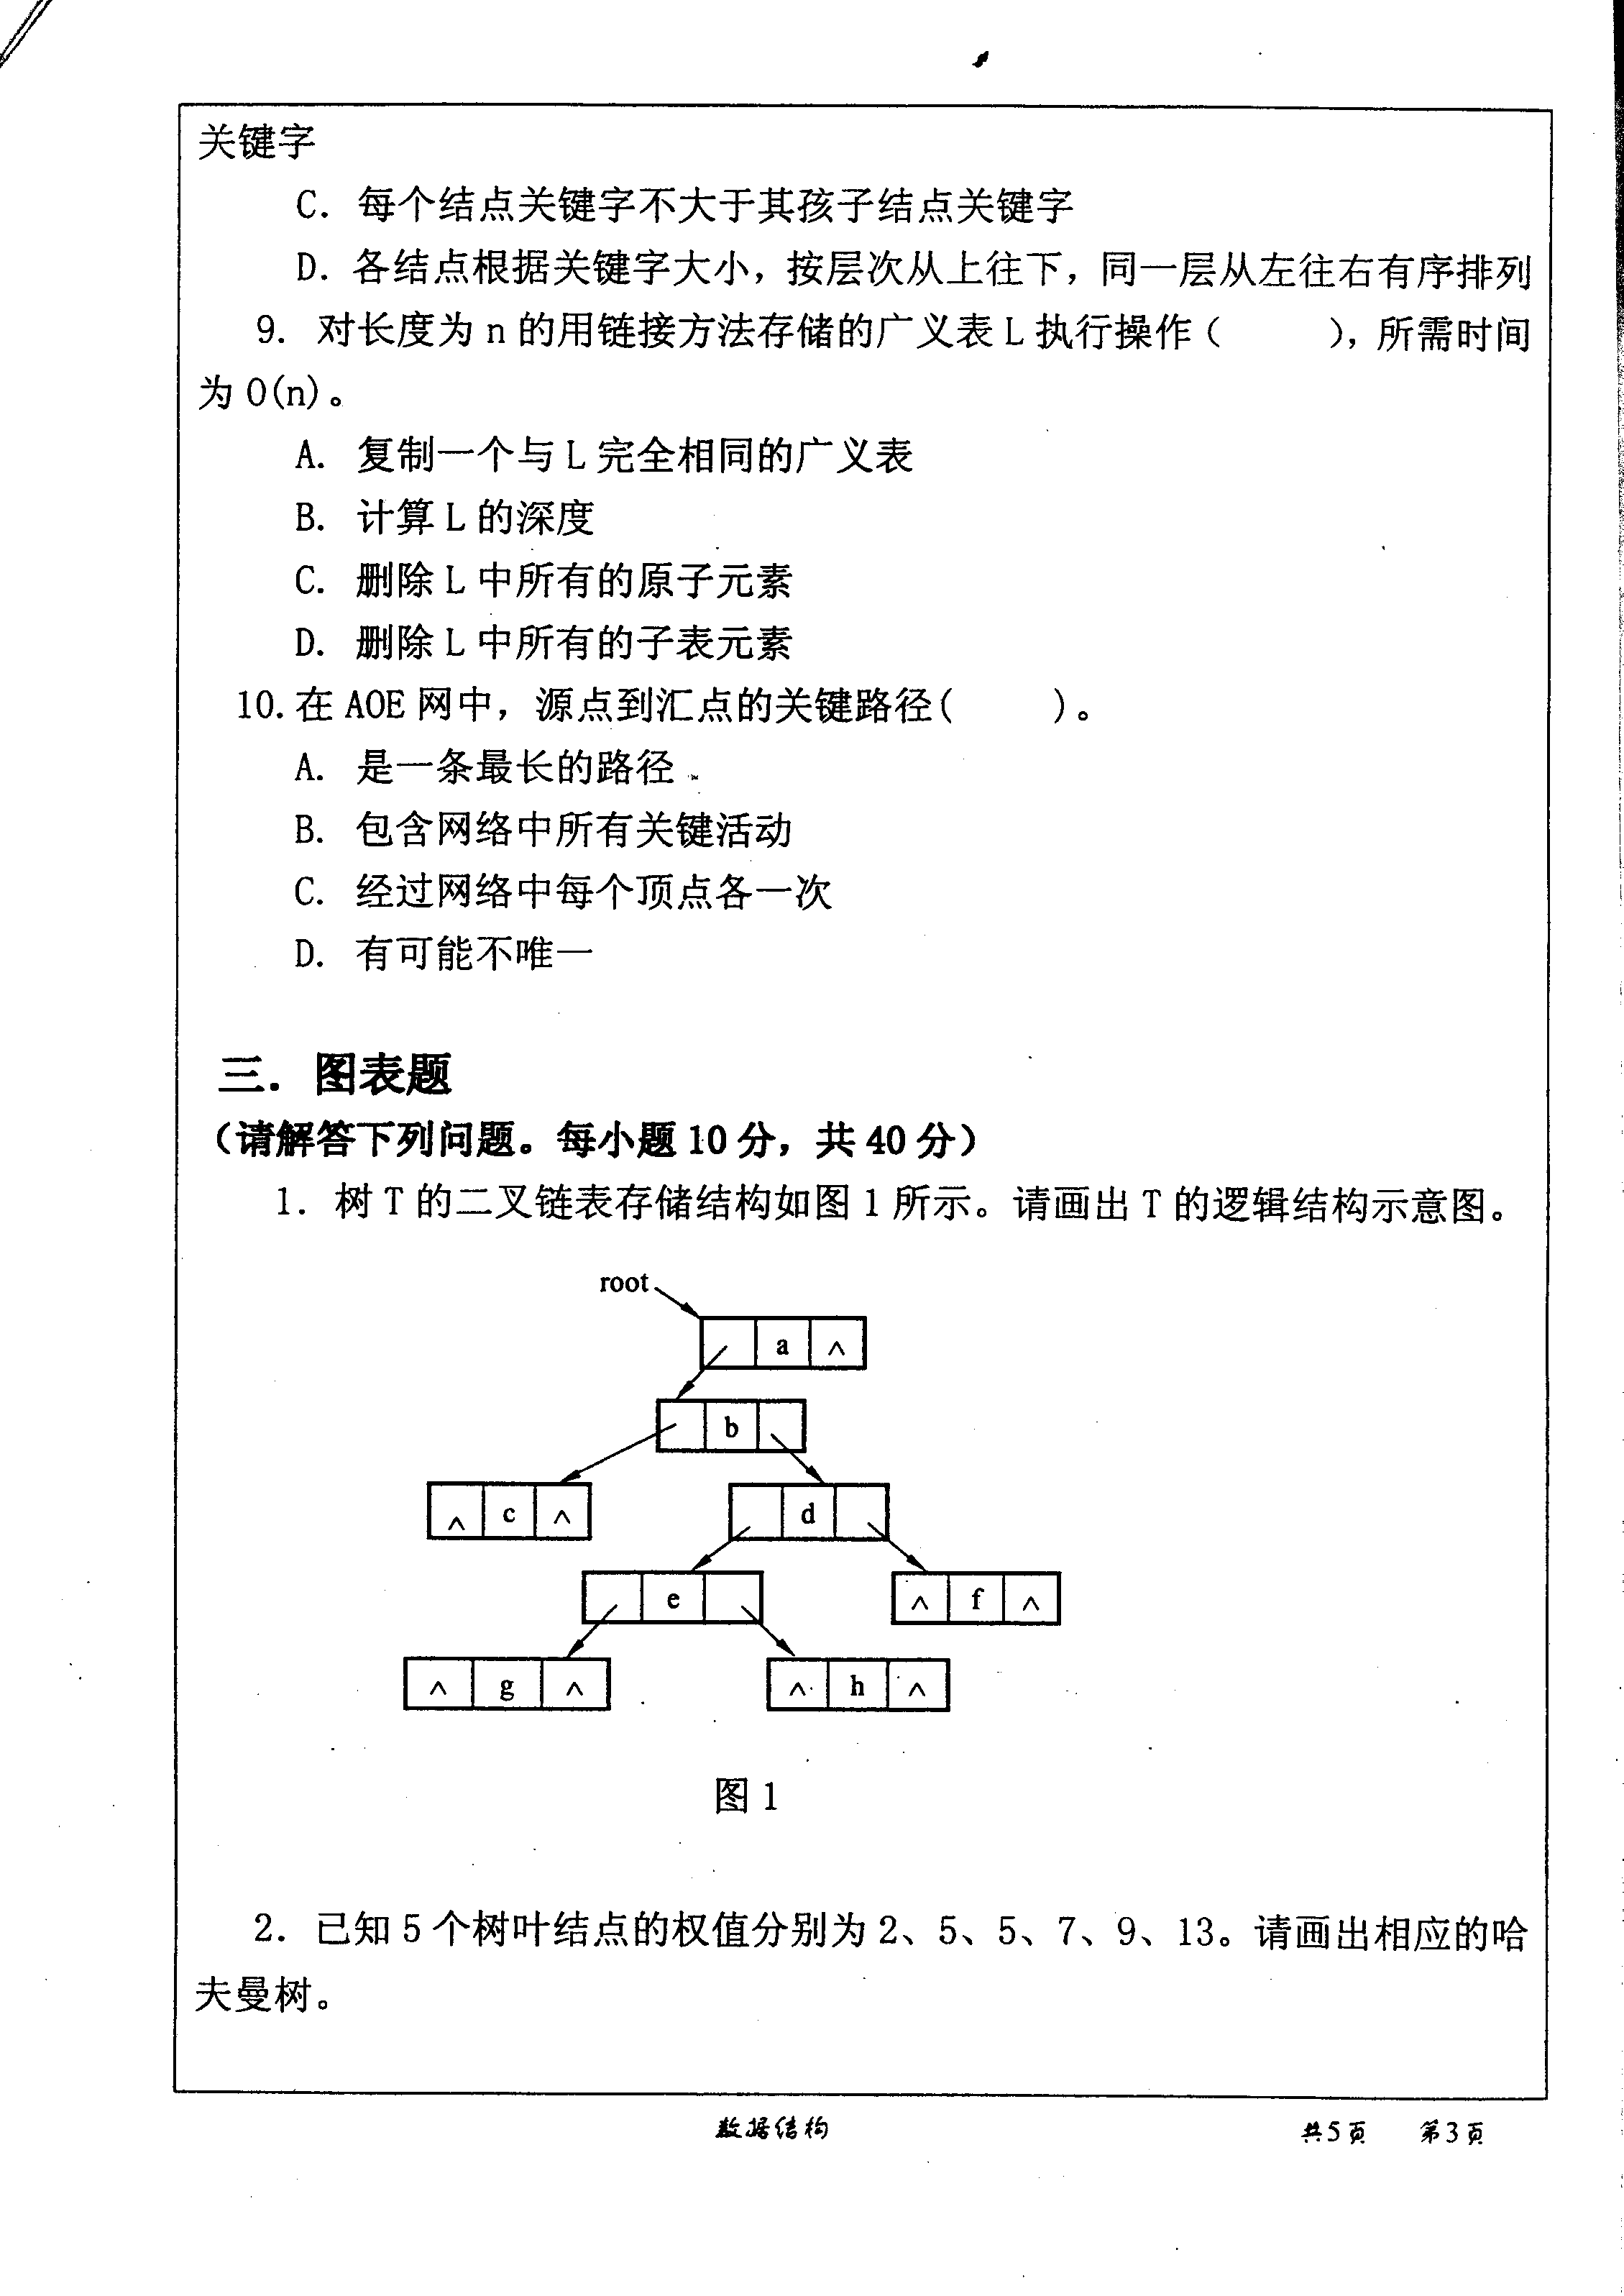 关键字
C. 每个结点关键字不大于其孩子结点关键字
D. 各结点根据关键字大小，按层次从上往下，同一层从左往右有序排列
9. 对长度为 n 的用链接方法存储的广义表 L 执行操作（　　），所需时间
为 O(n)。
A. 复制一个与 L 完全相同的广义表
B. 计算 L 的深度
C. 删除 L 中所有的原子元素
D. 删除 L 中所有的子表元素
10. 在 AOE 网中，源点到汇点的关键路径(　　)。
A. 是一条最长的路径
B. 包含网络中所有关键活动
C. 经过网络中每个顶点各一次
D. 有可能不唯一
三．图表题
（请解答下列问题。每小题 10 分，共 40 分）
1. 树 T 的二叉链表存储结构如图 1 所示。请画出 T 的逻辑结构示意图。
root
a ∧
b
∧ c ∧
d
e
∧ f ∧
∧ g ∧
∧ h ∧
图 1
2. 已知 5 个树叶结点的权值分别为 2、5、5、7、9、13。请画出相应的哈
夫曼树。
数据结构
共5页 第3页